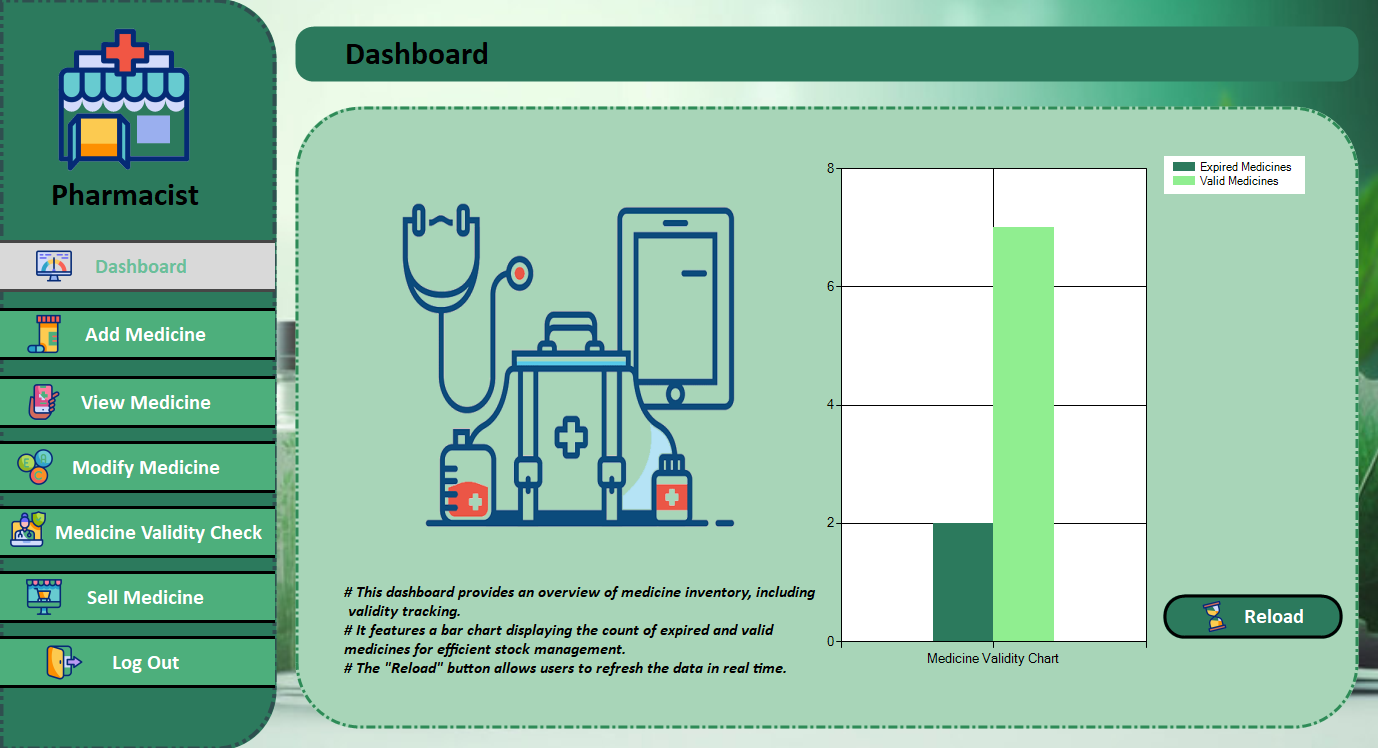 Pharmacist
Dashboard
Add Medicine
View Medicine
Modify Medicine
Medicine Validity Check
Sell Medicine
Log Out
Dashboard
# This dashboard provides an overview of medicine inventory, including
validity tracking.
# It features a bar chart displaying the count of expired and valid
medicines for efficient stock management.
# The "Reload" button allows users to refresh the data in real time.
8
6
4
2
0
Medicine Validity Chart
Expired Medicines
Valid Medicines
Reload